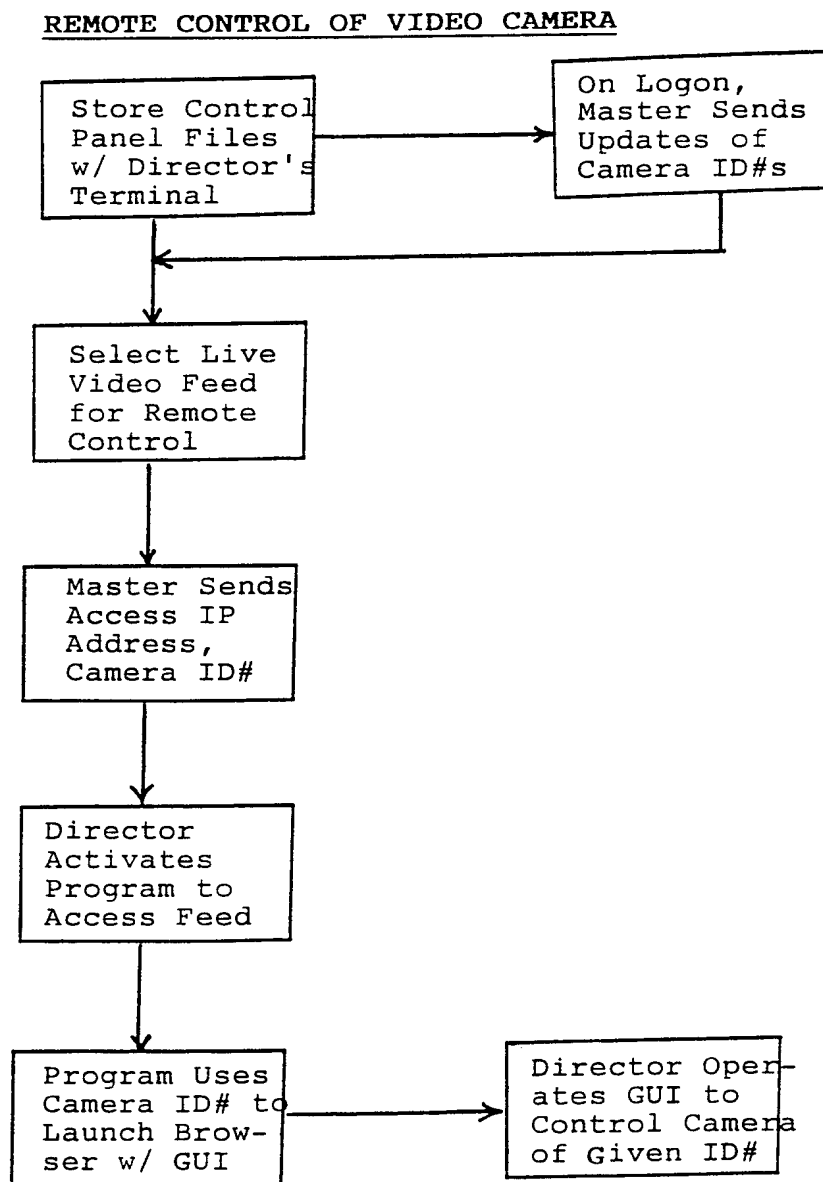 REMOTE CONTROL OF VIDEO CAMERA
Store Control
Panel Files
w/ Director's
Terminal
On Logon,
Master Sends
Updates of
Camera ID#s
Select Live
Video Feed
for Remote
Control
Master Sends
Access IP
Address,
Camera ID#
Director
Activates
Program to
Access Feed
Program Uses
Camera ID# to
Launch Brow-
ser w/ GUI
Director Oper-
ates GUI to
Control Camera
of Given ID#